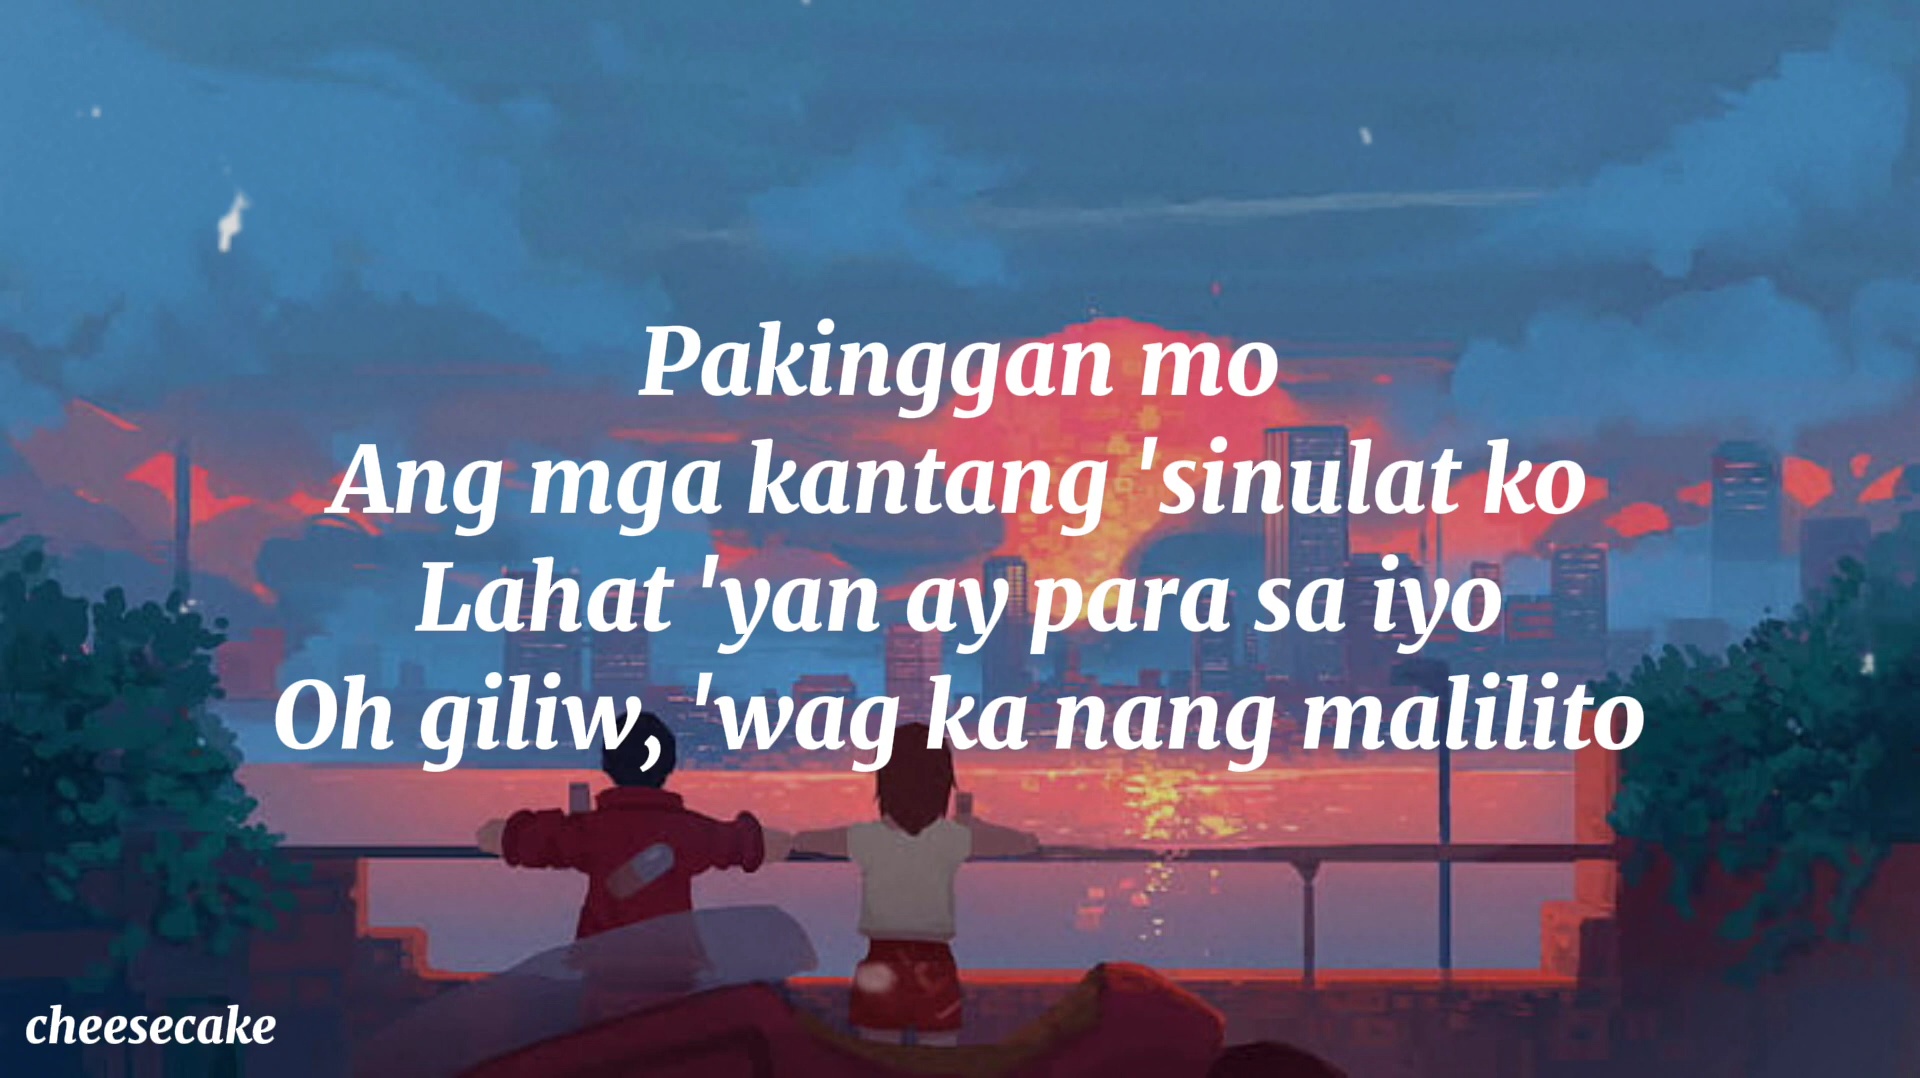 Pakinggan mo
Ang mga kantang 'sinulat ko
Lahat 'yan ay para sa iyo
Oh giliw, 'wag ka nang malilito
cheesecake